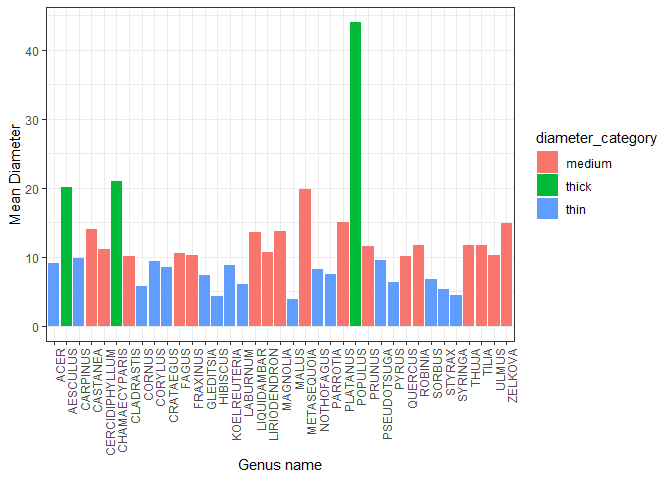 40
30
20
10
0
Mean Diameter
ACER
AESCULUS
CARPINUS
CASTANEA
CERCIDIPHYLLUM
CHAMAECYPARIS
CLADRASTIS
CORNUS
CORYLUS
CRATAEGUS
FAGUS
FRAXINUS
GLEDITSIA
HIBISCUS
KOELREUTERIA
LABURNUM
LIQUIDAMBAR
LIRIODENDRON
MAGNOLIA
MALUS
METASEQUOIA
NOTHOFAGUS
PARROTIA
PLATANUS
POPULUS
PRUNUS
PSEUDOTSUGA
PYRUS
QUERCUS
ROBINIA
SORBUS
STYRAX
SYRINGA
THUJA
TILIA
ULMUS
ZELKOVA
Genus name
diameter_category
medium
thick
thin